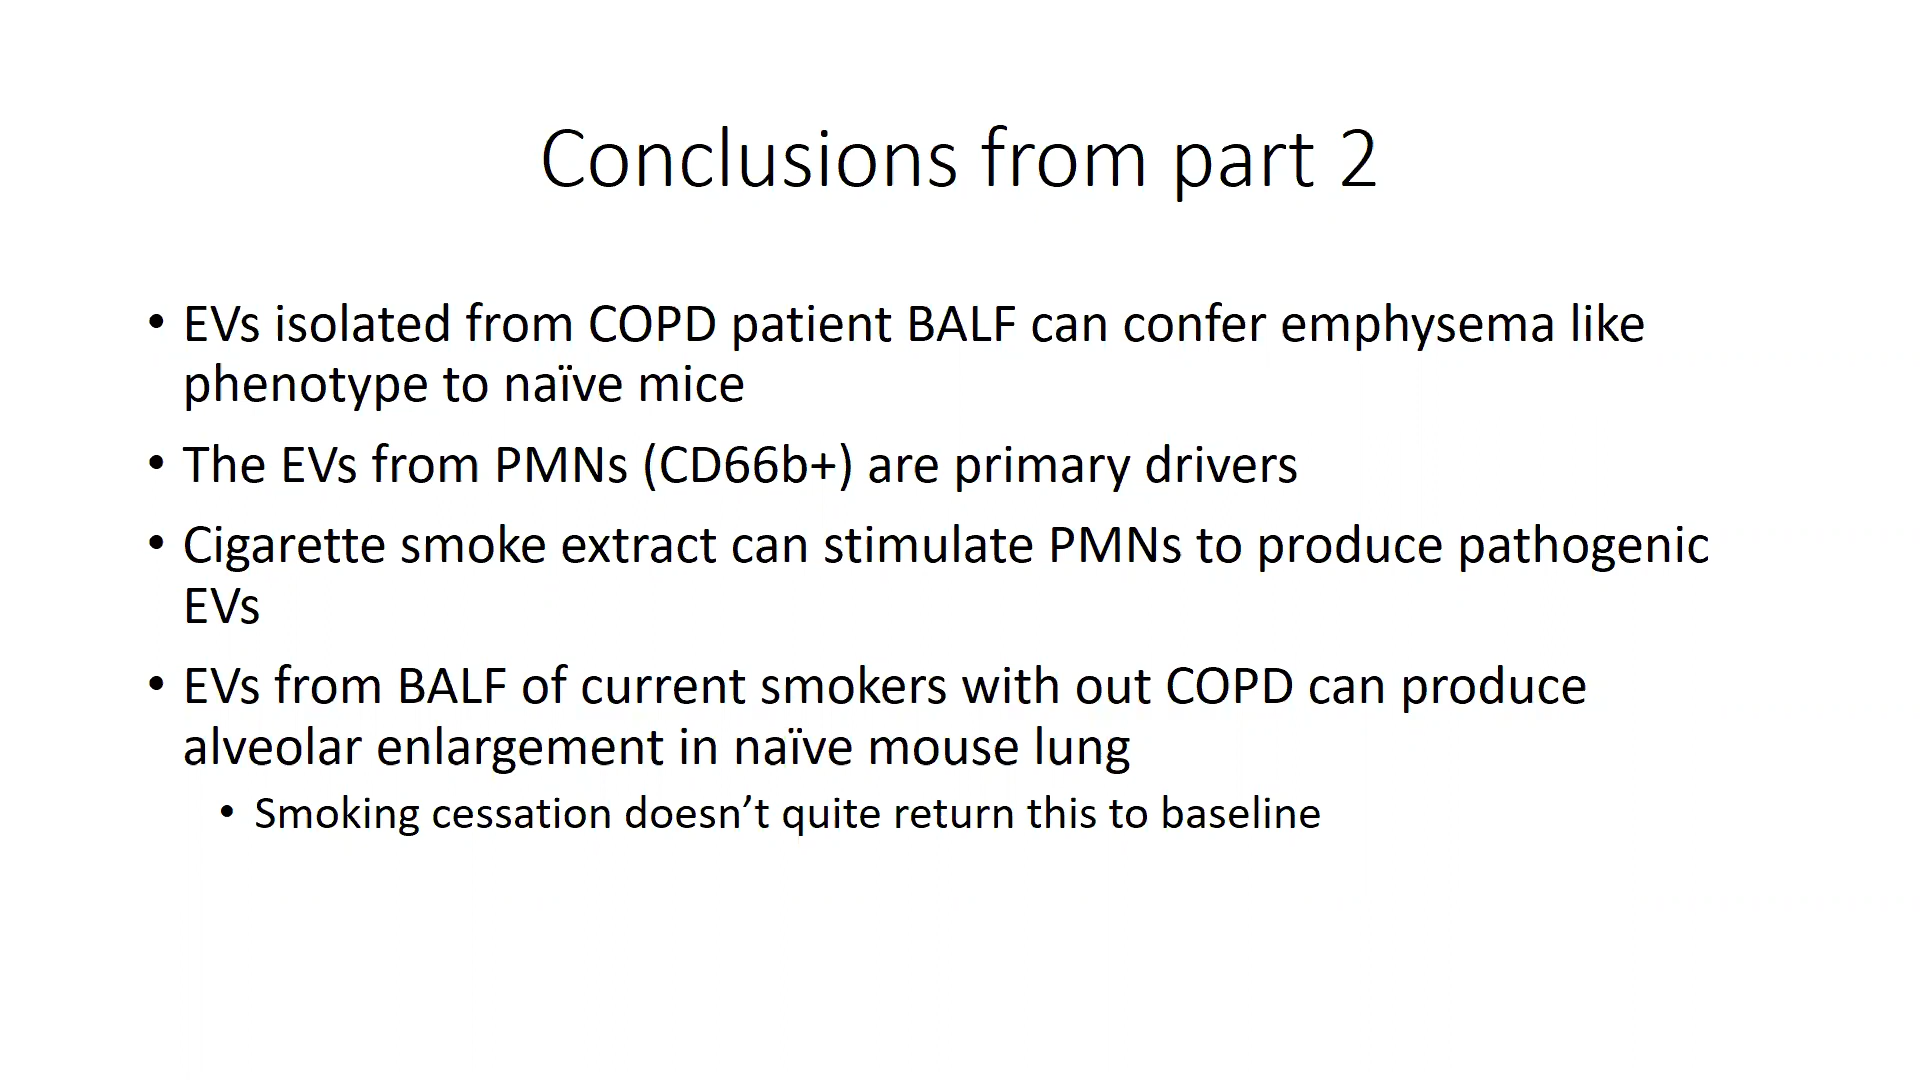 Conclusions from part 2
• EVs isolated from COPD patient BALF can confer emphysema like
phenotype to naïve mice
• The EVs from PMNs (CD66b+) are primary drivers
• Cigarette smoke extract can stimulate PMNs to produce pathogenic
EVs
• EVs from BALF of current smokers with out COPD can produce
alveolar enlargement in naïve mouse lung
• Smoking cessation doesn’t quite return this to baseline